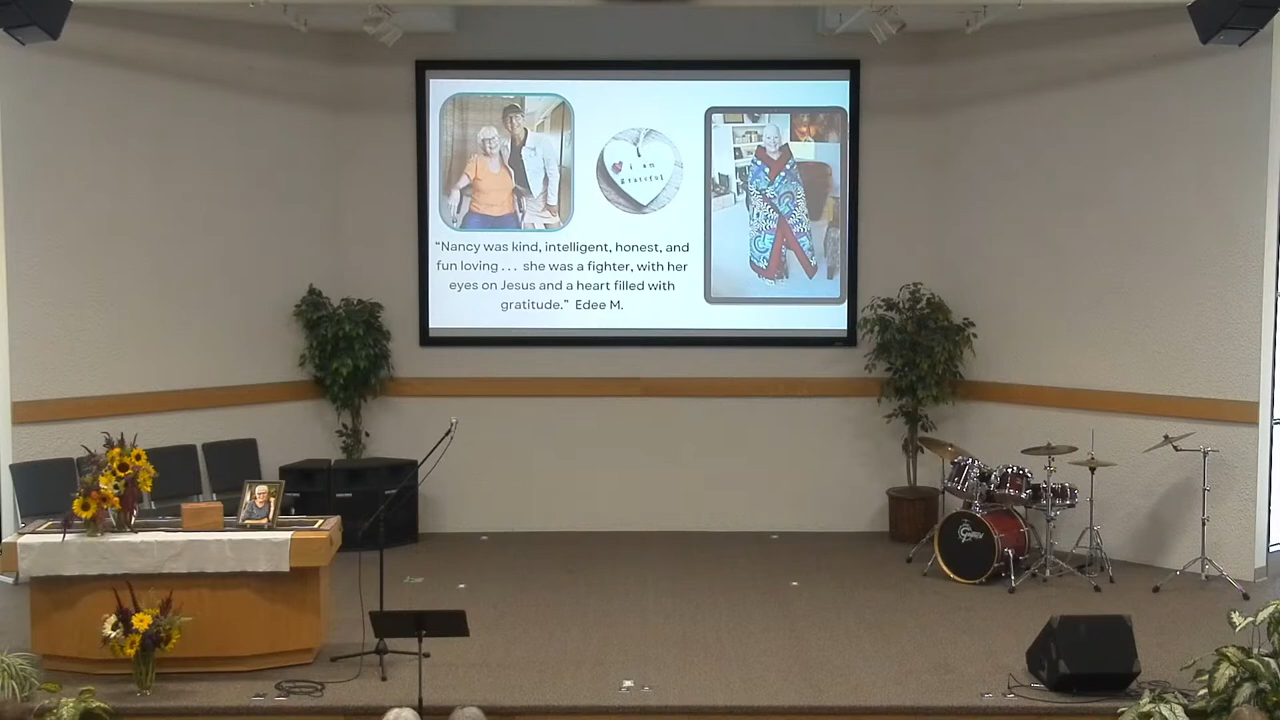 i am
grateful
"Nancy was kind, intelligent, honest, and
fun loving . . . she was a fighter, with her
eyes on Jesus and a heart filled with
gratitude." Edee M.